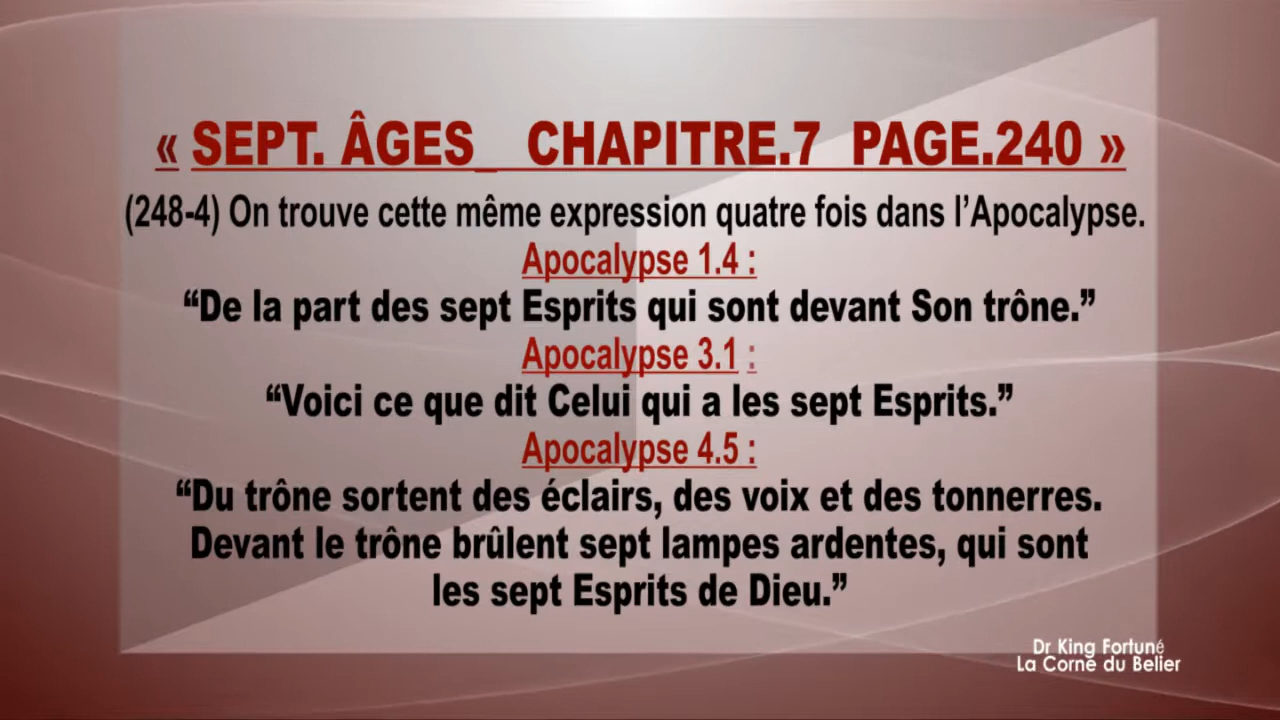 « SEPT. ÂGES_ CHAPITRE.7 PAGE.240 »
(248-4) On trouve cette même expression quatre fois dans l’Apocalypse.
Apocalypse 1.4 :
“De la part des sept Esprits qui sont devant Son trône.”
Apocalypse 3.1 :
“Voici ce que dit Celui qui a les sept Esprits.”
Apocalypse 4.5 :
“Du trône sortent des éclairs, des voix et des tonnerres.
Devant le trône brûlent sept lampes ardentes, qui sont
les sept Esprits de Dieu.”
Dr King Fortuné
La Corne du Belier